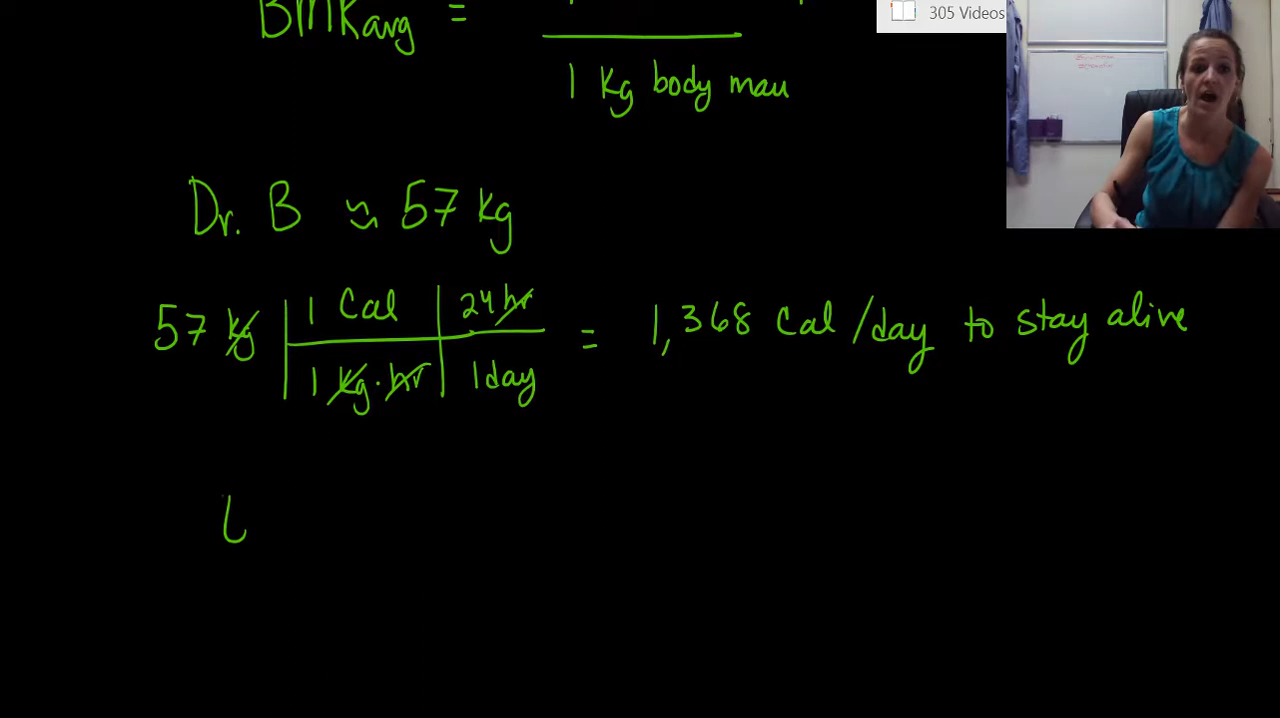 305 Videos
BMRavg =
1 Kg body mass
Dr. B ≈ 57 Kg
57 kg | 1 Cal | 24 hr = 1,368 Cal/day to stay alive
1 Kg · hr | 1 day